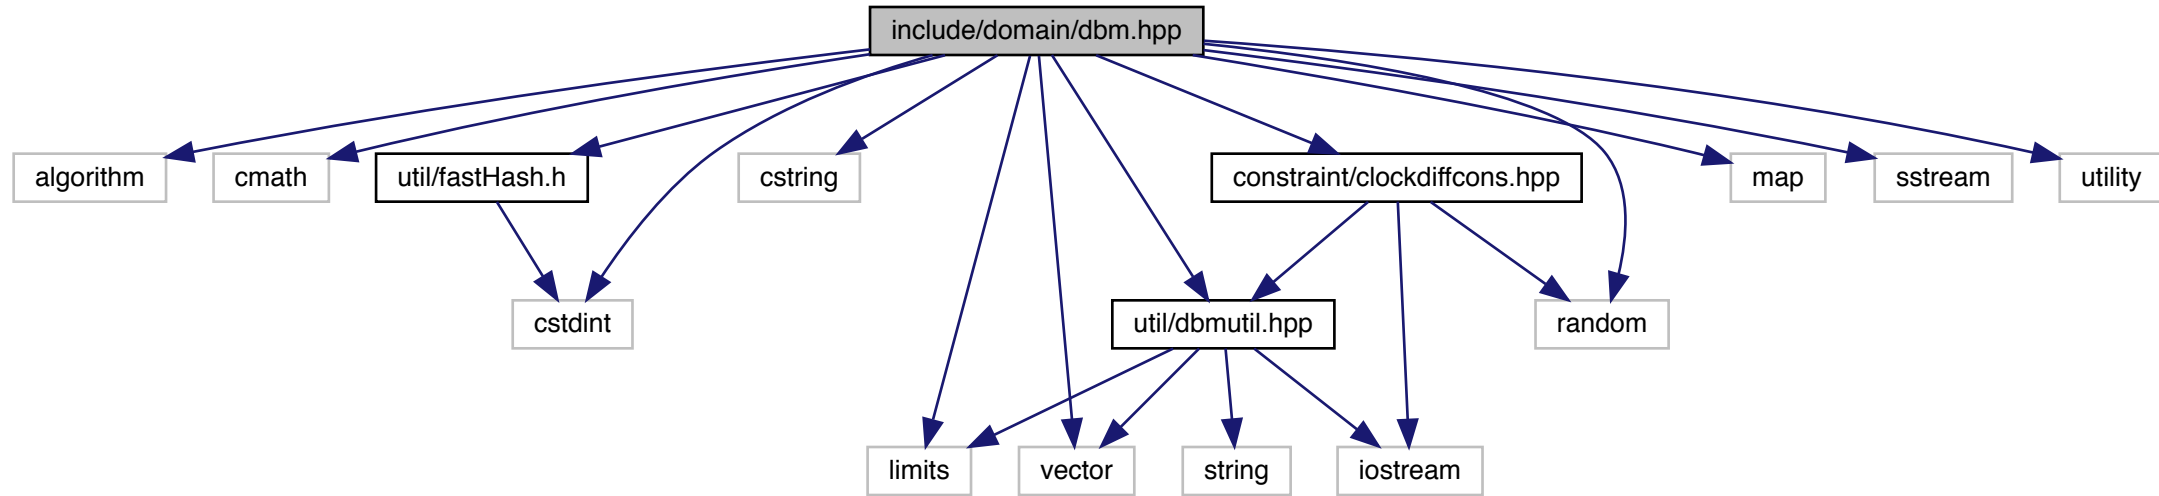 include/domain/dbm.hpp
algorithm
cmath
util/fastHash.h
cstring
constraint/clockdiffcons.hpp
map
sstream
utility
cstdint
util/dbmutil.hpp
random
limits
vector
string
iostream